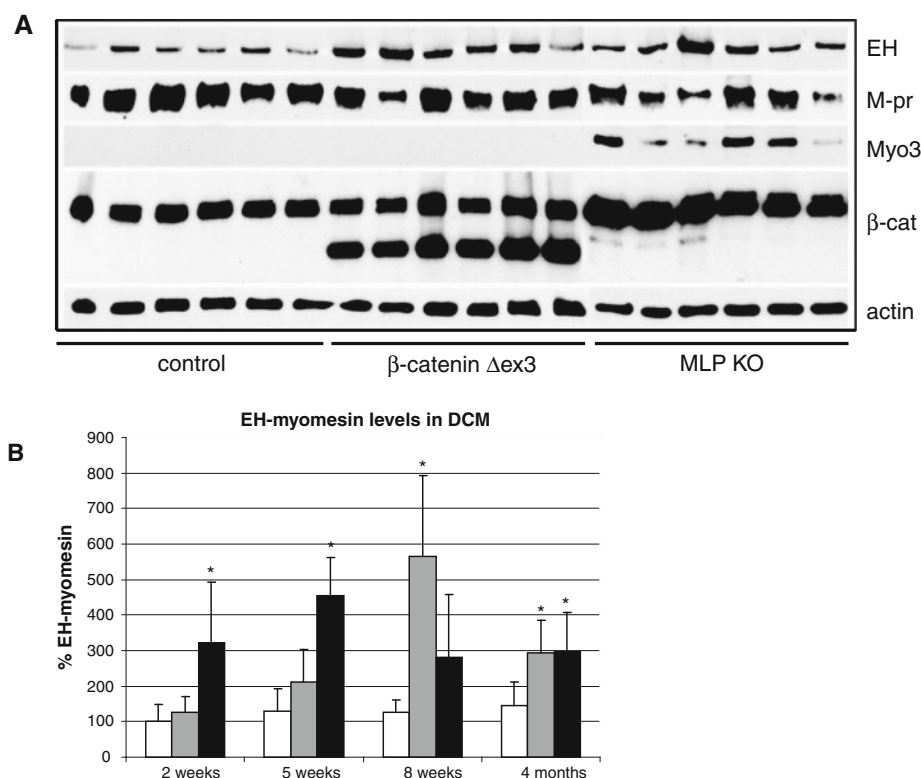 A
EH
M-pr
Myo3
β-cat
actin
control
β-catenin Δex3
MLP KO
B
EH-myomesin levels in DCM
% EH-myomesin
900
800
700
600
500
400
300
200
100
0
*
*
*
*
*
2 weeks
5 weeks
8 weeks
4 months